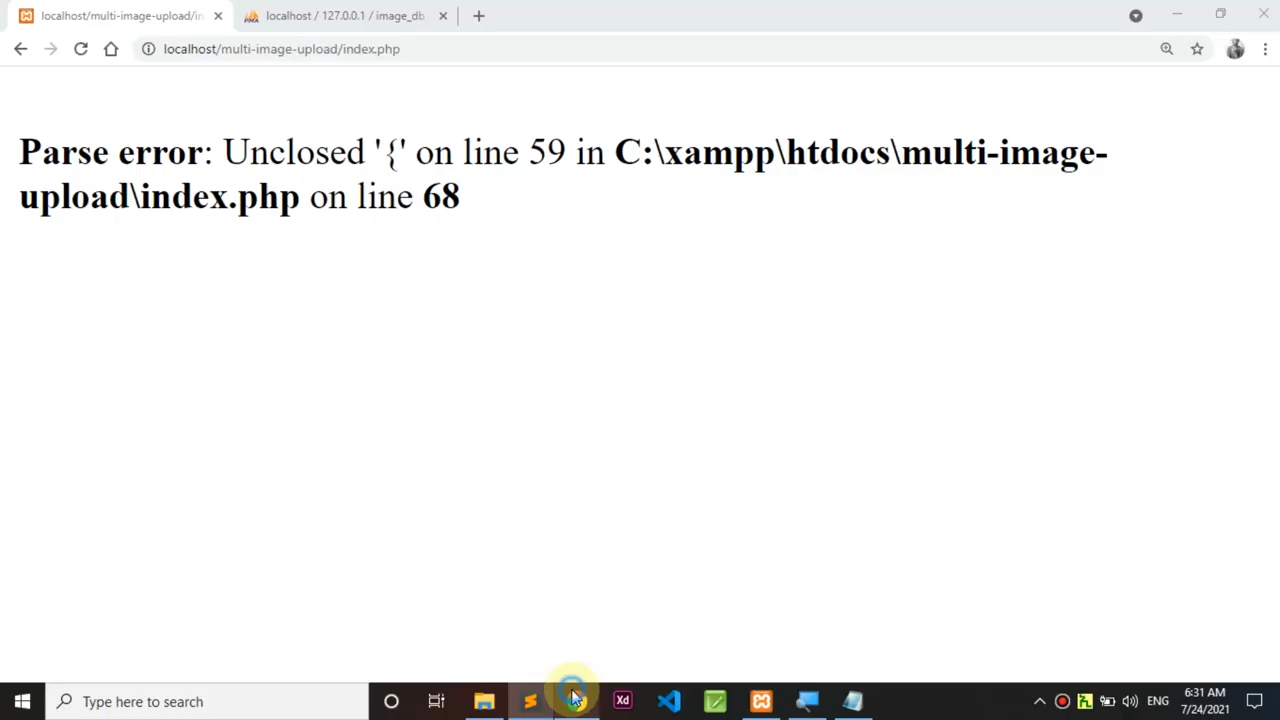 localhost/multi-image-upload/in
localhost / 127.0.0.1 / image_db
localhost/multi-image-upload/index.php
Parse error: Unclosed '{' on line 59 in C:\xampp\htdocs\multi-image-
upload\index.php on line 68
Type here to search
Xd
ENG
6:31 AM
7/24/2021